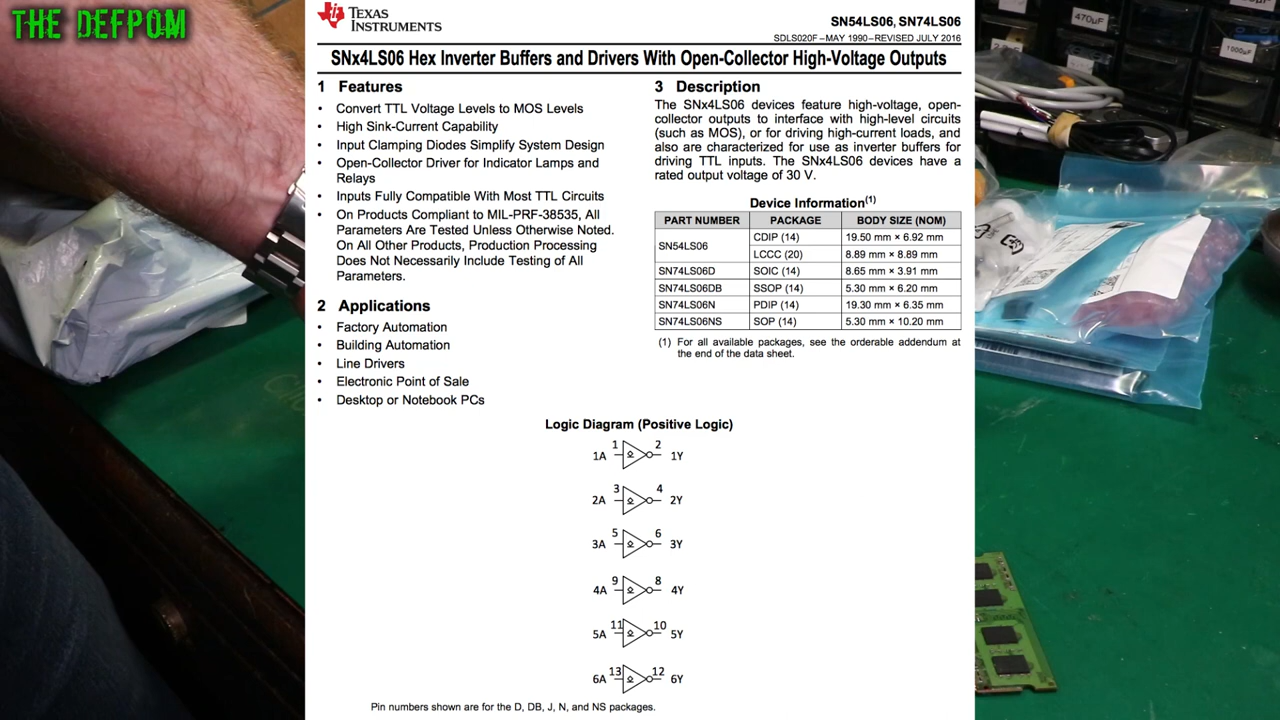 THE DEFPOM
TEXAS
INSTRUMENTS
SN54LS06, SN74LS06
SDLS020F –MAY 1990–REVISED JULY 2016
SNx4LS06 Hex Inverter Buffers and Drivers With Open-Collector High-Voltage Outputs
1 Features
• Convert TTL Voltage Levels to MOS Levels
• High Sink-Current Capability
• Input Clamping Diodes Simplify System Design
• Open-Collector Driver for Indicator Lamps and
Relays
• Inputs Fully Compatible With Most TTL Circuits
• On Products Compliant to MIL-PRF-38535, All
Parameters Are Tested Unless Otherwise Noted.
On All Other Products, Production Processing
Does Not Necessarily Include Testing of All
Parameters.
2 Applications
• Factory Automation
• Building Automation
• Line Drivers
• Electronic Point of Sale
• Desktop or Notebook PCs
3 Description
The SNx4LS06 devices feature high-voltage, open-
collector outputs to interface with high-level circuits
(such as MOS), or for driving high-current loads, and
also are characterized for use as inverter buffers for
driving TTL inputs. The SNx4LS06 devices have a
rated output voltage of 30 V.
Device Information(1)
PART NUMBER PACKAGE BODY SIZE (NOM)
SN54LS06 CDIP (14) 19.50 mm × 6.92 mm
LCCC (20) 8.89 mm × 8.89 mm
SN74LS06D SOIC (14) 8.65 mm × 3.91 mm
SN74LS06DB SSOP (14) 5.30 mm × 6.20 mm
SN74LS06N PDIP (14) 19.30 mm × 6.35 mm
SN74LS06NS SOP (14) 5.30 mm × 10.20 mm
(1) For all available packages, see the orderable addendum at
the end of the data sheet.
Logic Diagram (Positive Logic)
1A 1 2 1Y
2A 3 4 2Y
3A 5 6 3Y
4A 9 8 4Y
5A 11 10 5Y
6A 13 12 6Y
Pin numbers shown are for the D, DB, J, N, and NS packages.
470µF
1000µF